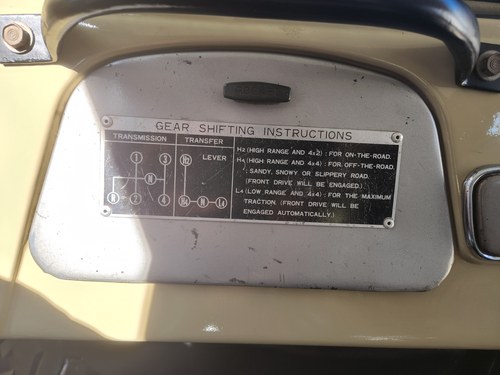 GEAR SHIFTING INSTRUCTIONS
TRANSMISSION
1 3
N
R 2 4
TRANSFER
LEVER
H2
H4 N L4
H2 (HIGH RANGE AND 4x2) : FOR ON-THE-ROAD.
H4 (HIGH RANGE AND 4x4) : FOR OFF-THE-ROAD,
: SANDY, SNOWY OR SLIPPERY ROAD.
(FRONT DRIVE WILL BE ENGAGED.)
L4 (LOW RANGE AND 4x4) : FOR THE MAXIMUM
TRACTION. (FRONT DRIVE WILL BE
ENGAGED AUTOMATICALLY.)